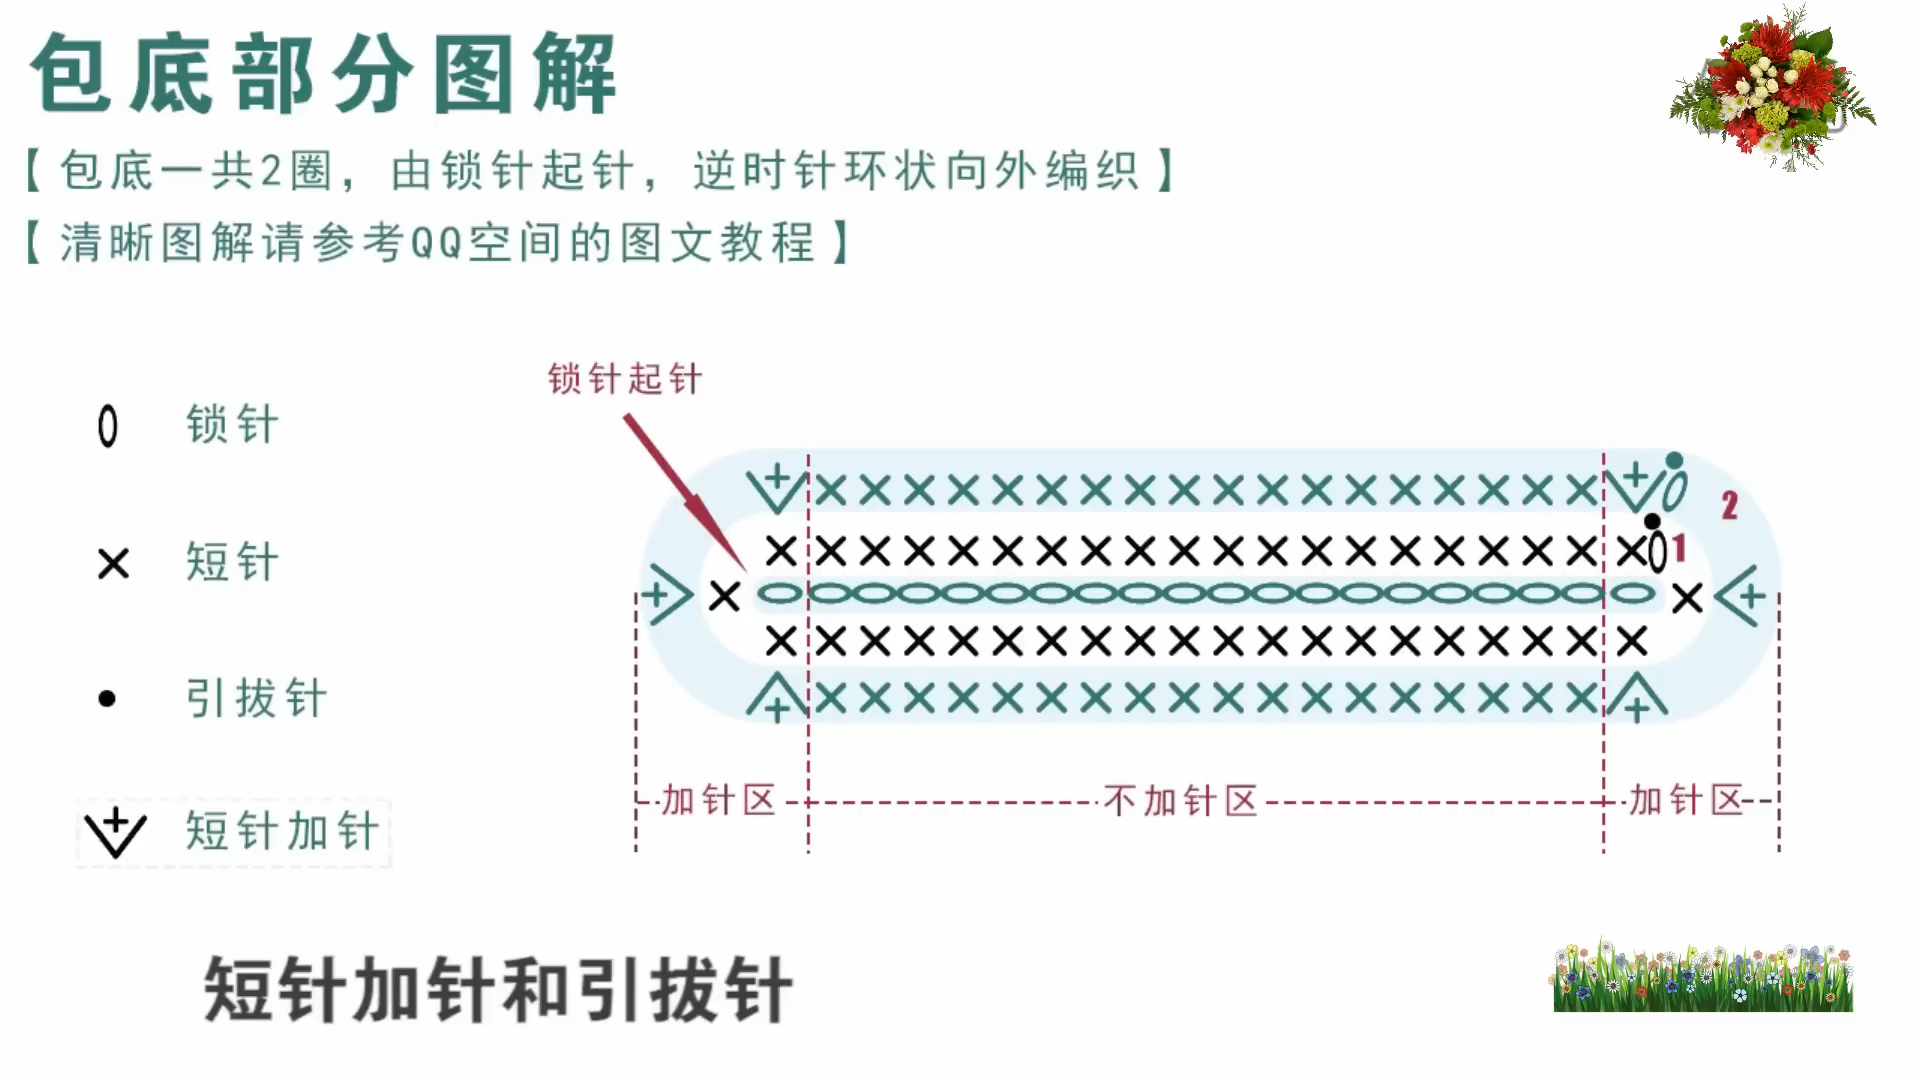 包底部分图解
【包底一共2圈，由锁针起针，逆时针环状向外编织】
【清晰图解请参考QQ空间的图文教程】
锁针起针
锁针
短针
引拔针
短针加针
2
1
加针区
不加针区
加针区
短针加针和引拔针